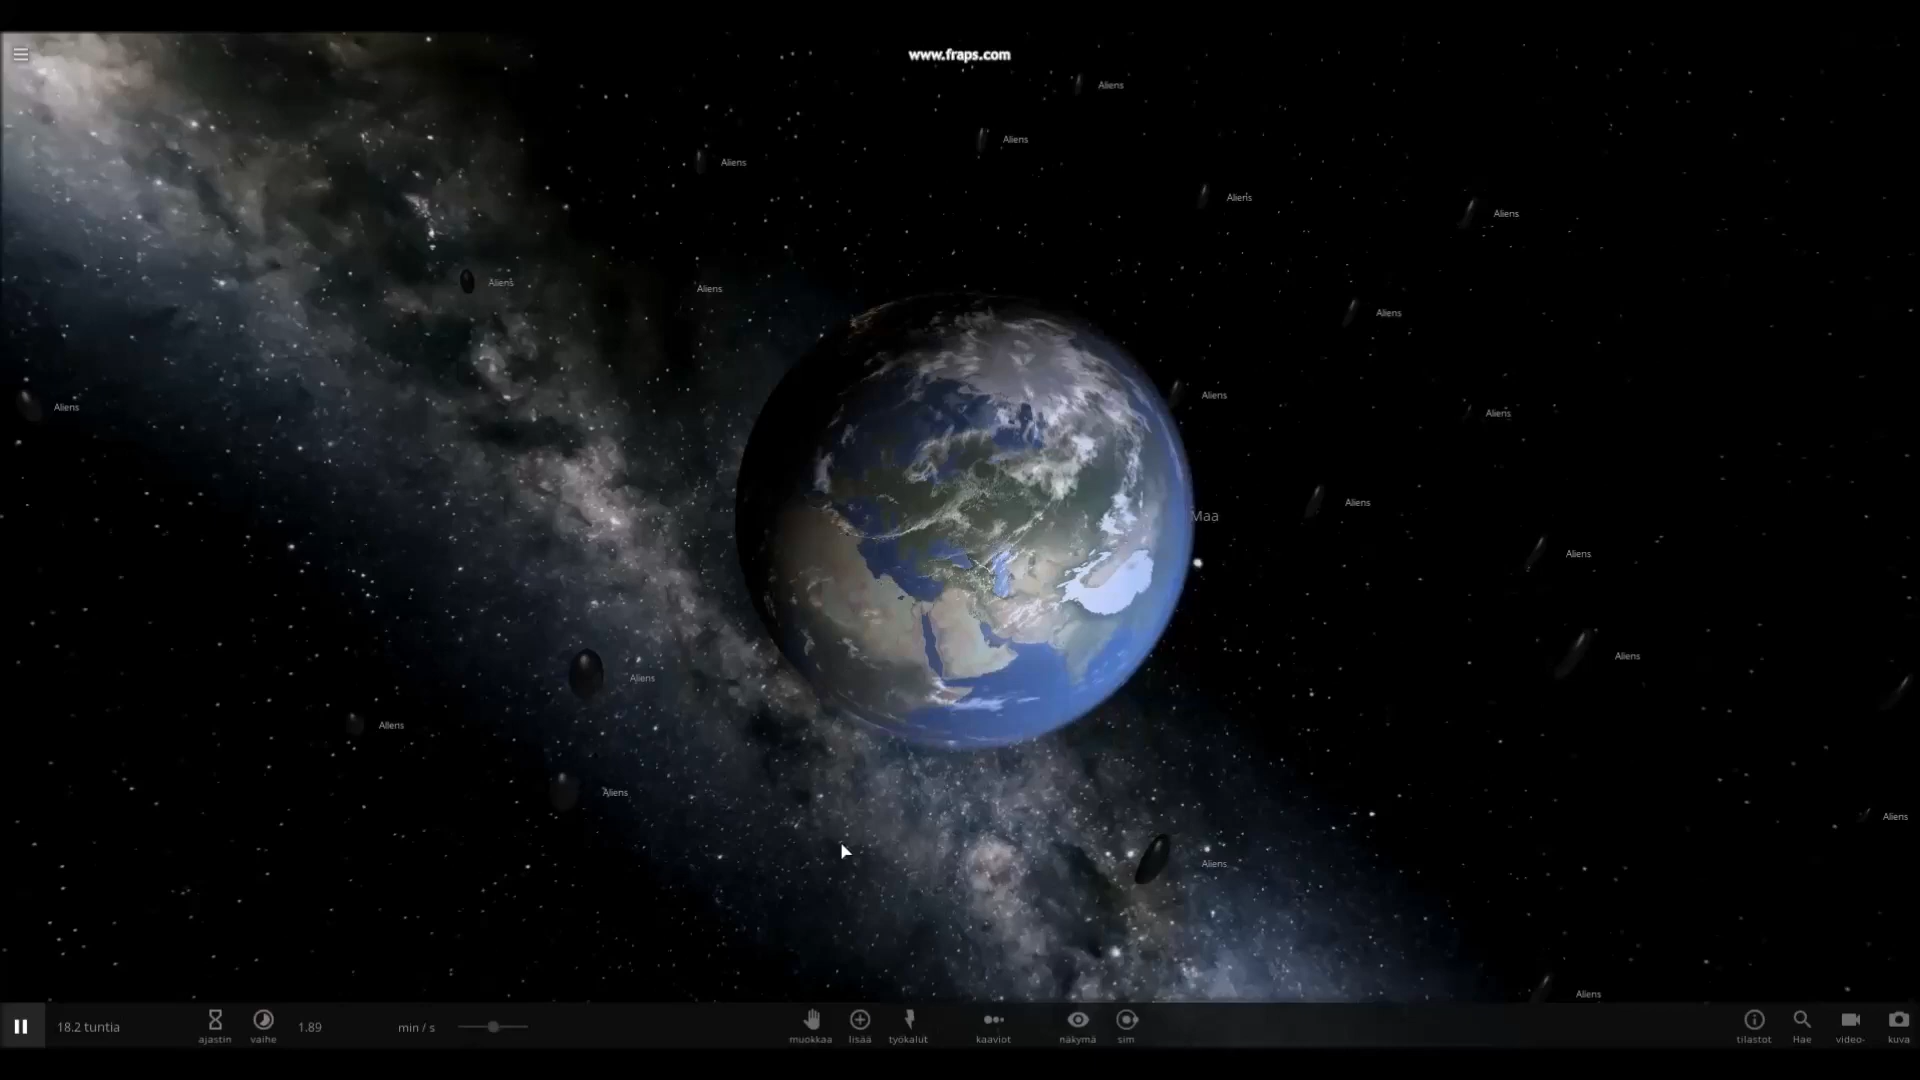 www.fraps.com
Aliens
Aliens
Aliens
Aliens
Aliens
Aliens
Aliens
Aliens
Aliens
Aliens
Aliens
Aliens
Maa
Aliens
Aliens
Aliens
Aliens
Aliens
Aliens
Aliens
Aliens
18.2 tuntia
ajastin
vaihe
1.89
min / s
muokkaa
lisää
työkalut
kaaviot
näkymä
sim
tilastot
Hae
video-
kuva